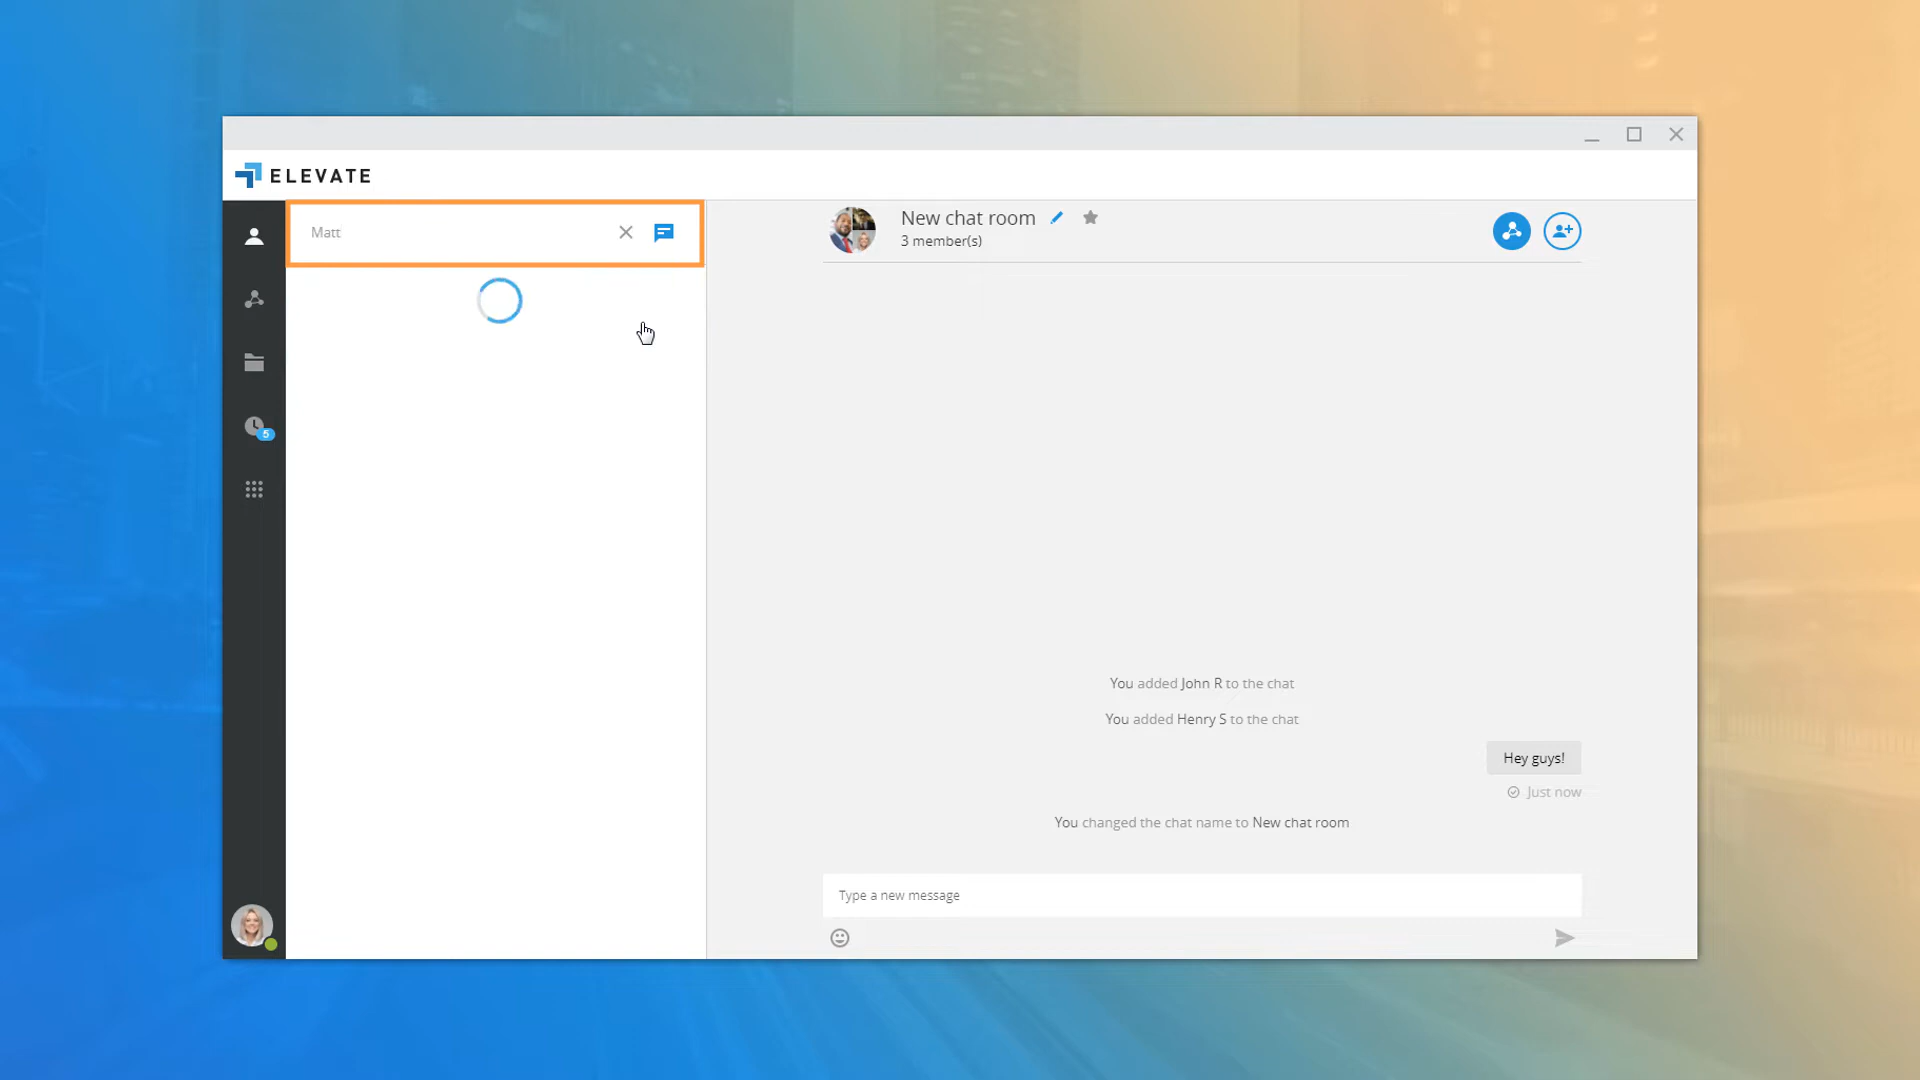 ELEVATE
Matt
New chat room
3 member(s)
5
You added John R to the chat
You added Henry S to the chat
Hey guys!
Just now
You changed the chat name to New chat room
Type a new message